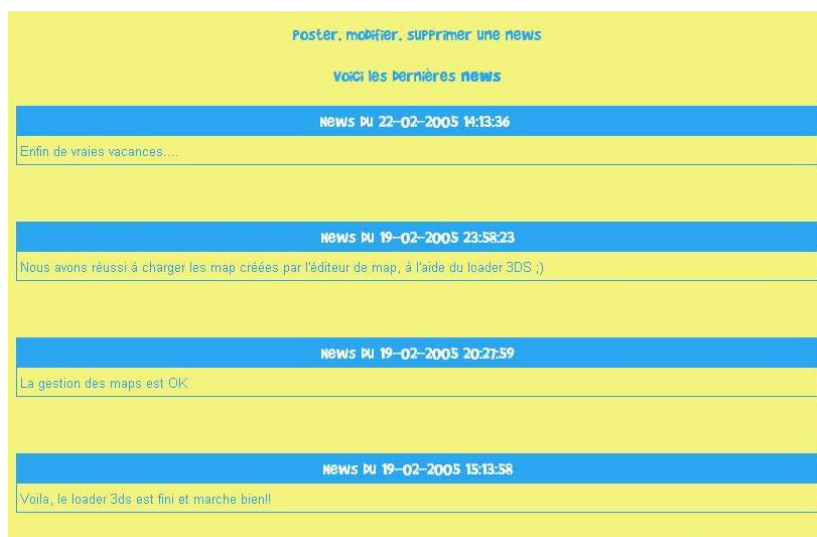 Poster, modifier, supprimer une news
Voici les dernières news
News du 22-02-2005 14:13:36
Enfin de vraies vacances....
News du 19-02-2005 23:58:23
Nous avons réussi à charger les map créées par l'éditeur de map, à l'aide du loader 3DS ;)
News du 19-02-2005 20:27:59
La gestion des maps est OK
News du 19-02-2005 15:13:58
Voila, le loader 3ds est fini et marche bien!!